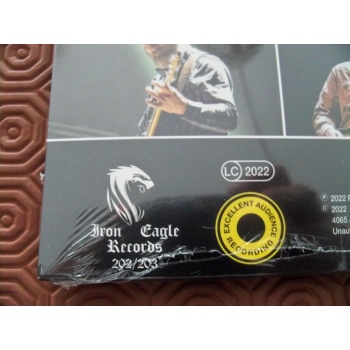 LC 2022
Iron Eagle
Records
202/203
EXCELLENT AUDIENCE
RECORDING
℗ 2022
© 2022
4065
Unau